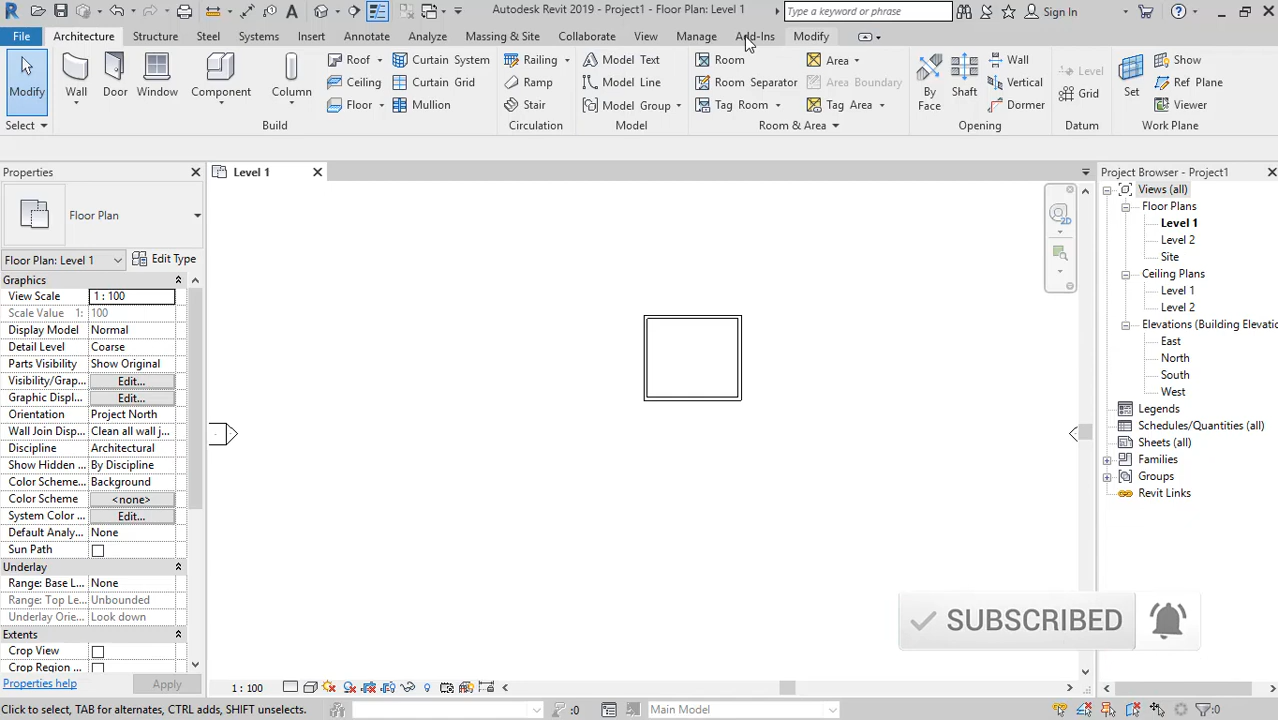 Autodesk Revit 2019 - Project1 - Floor Plan: Level 1
Type a keyword or phrase
Sign In
File Architecture Structure Steel Systems Insert Annotate Analyze Massing & Site Collaborate View Manage Add-Ins Modify
Modify Wall Door Window Component Column Roof Curtain System Railing Model Text Room Area By Face Shaft Wall Level Set Show
Ceiling Curtain Grid Ramp Model Line Room Separator Area Boundary Vertical Grid Ref Plane
Floor Mullion Stair Model Group Tag Room Tag Area Dormer Viewer
Select Build Circulation Model Room & Area Opening Datum Work Plane
Properties
Floor Plan
Floor Plan: Level 1 Edit Type
Graphics
View Scale 1 : 100
Scale Value 1: 100
Display Model Normal
Detail Level Coarse
Parts Visibility Show Original
Visibility/Grap... Edit...
Graphic Displ... Edit...
Orientation Project North
Wall Join Disp... Clean all wall j...
Discipline Architectural
Show Hidden ... By Discipline
Color Scheme... Background
Color Scheme <none>
System Color ... Edit...
Default Analy... None
Sun Path
Underlay
Range: Base L... None
Range: Top Le... Unbounded
Underlay Orie... Look down
Extents
Crop View
Crop Region ...
Properties help Apply
Level 1
2D
Project Browser - Project1
Views (all)
Floor Plans
Level 1
Level 2
Site
Ceiling Plans
Level 1
Level 2
Elevations (Building Elevatio
East
North
South
West
Legends
Schedules/Quantities (all)
Sheets (all)
Families
Groups
Revit Links
SUBSCRIBED
1 : 100
Click to select, TAB for alternates, CTRL adds, SHIFT unselects.
:0
Main Model
:0